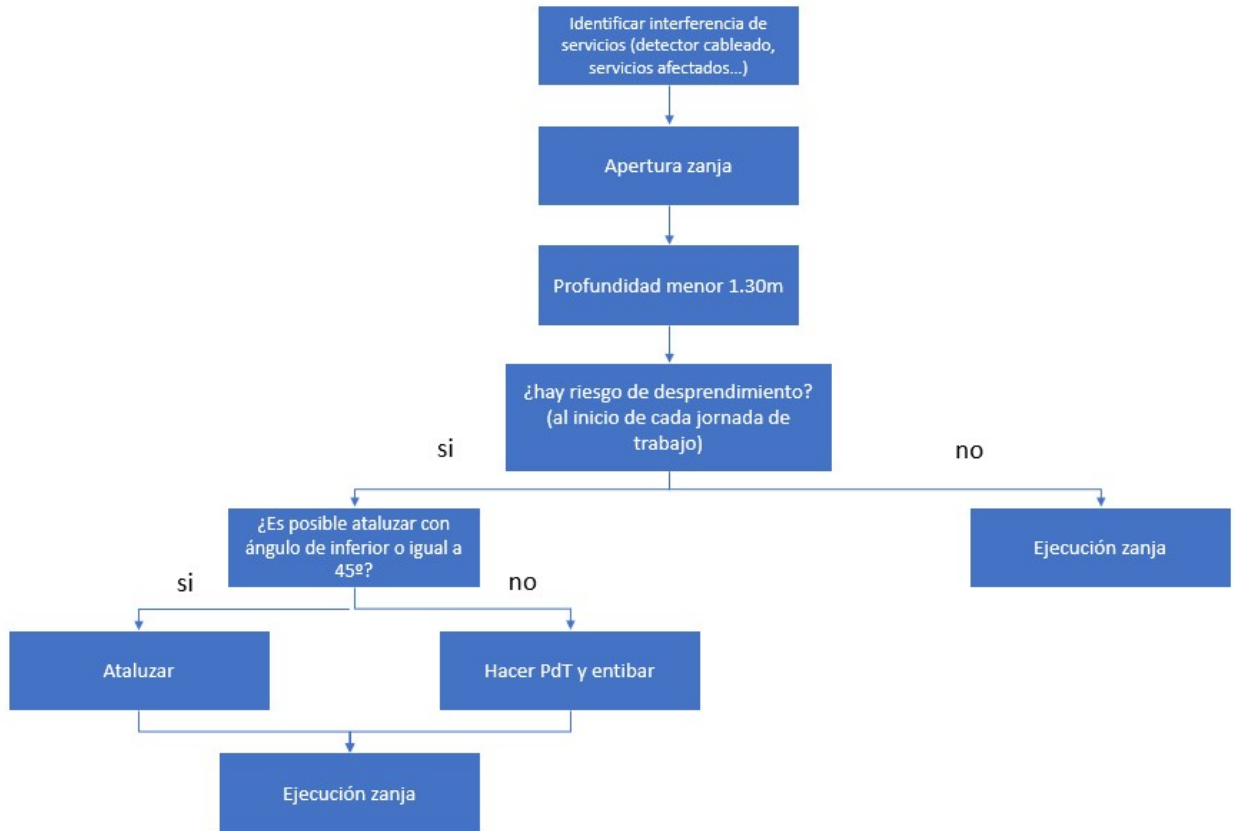 Identificar interferencia de
servicios (detector cableado,
servicios afectados...)
Apertura zanja
Profundidad menor 1.30m
¿hay riesgo de desprendimiento?
(al inicio de cada jornada de
trabajo)
si
no
¿Es posible ataluzar con
ángulo de inferior o igual a
45º?
Ejecución zanja
si
no
Ataluzar
Hacer PdT y entibar
Ejecución zanja